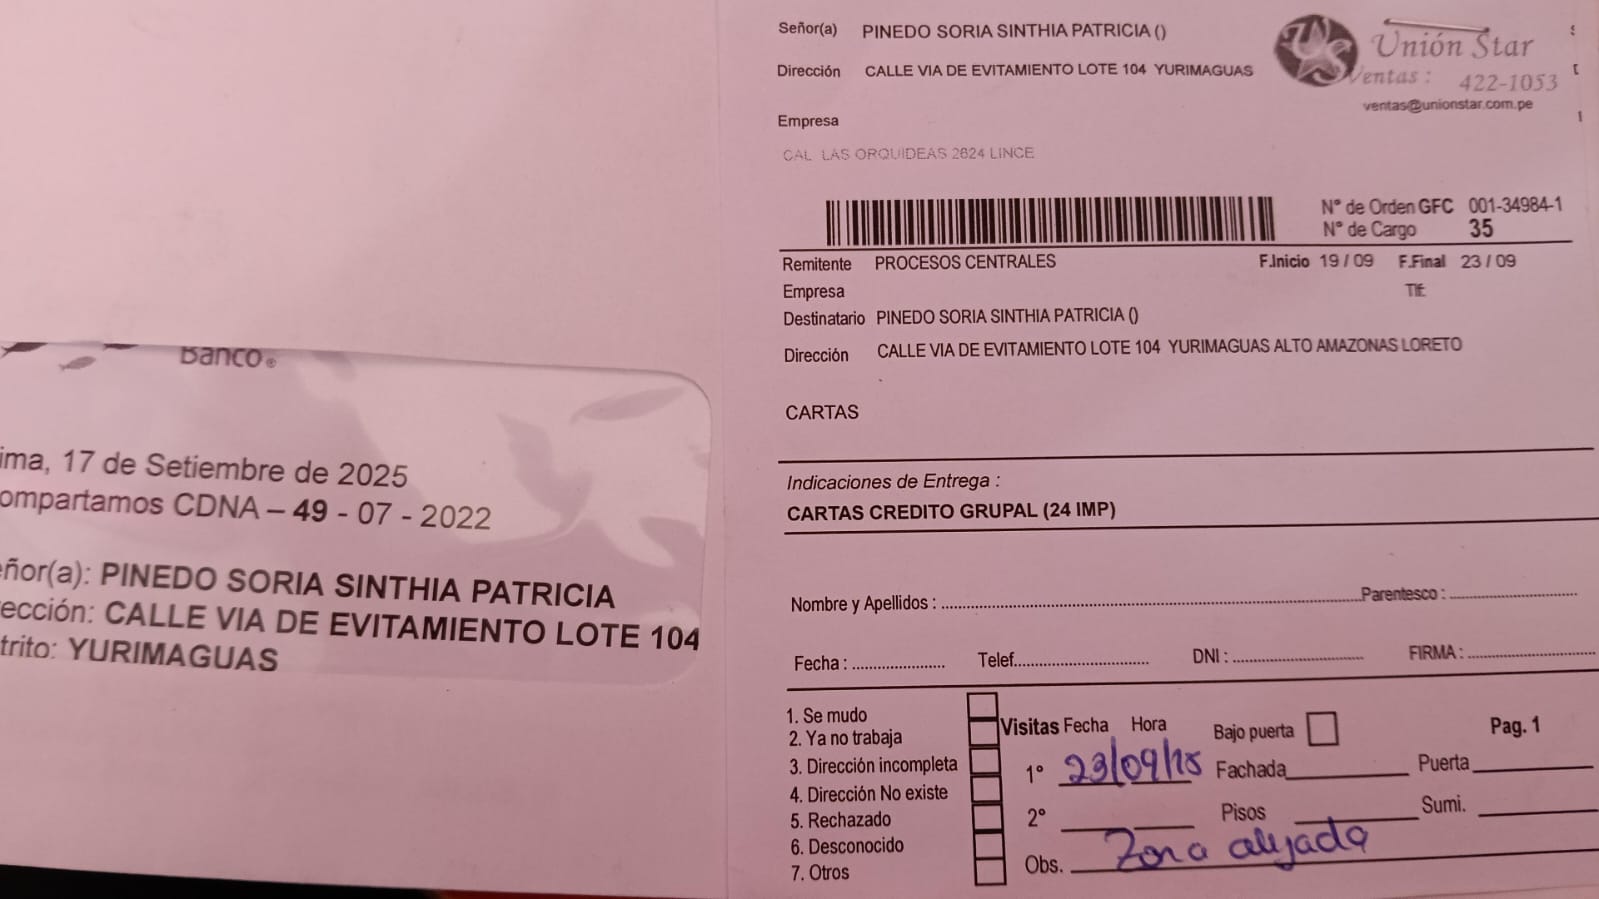 Banco®
ima, 17 de Setiembre de 2025
ompartamos CDNA – 49 - 07 - 2022
eñor(a): PINEDO SORIA SINTHIA PATRICIA
ección: CALLE VIA DE EVITAMIENTO LOTE 104
trito: YURIMAGUAS
Señor(a) PINEDO SORIA SINTHIA PATRICIA ()
Dirección CALLE VIA DE EVITAMIENTO LOTE 104 YURIMAGUAS
Empresa
CAL LAS ORQUIDEAS 2624 LINCE
US Unión Star
Ventas : 422-1053
ventas@unionstar.com.pe
N° de Orden GFC 001-34984-1
N° de Cargo 35
Remitente PROCESOS CENTRALES F.Inicio 19 / 09 F.Final 23 / 09
Empresa Tlf:
Destinatario PINEDO SORIA SINTHIA PATRICIA ()
Dirección CALLE VIA DE EVITAMIENTO LOTE 104 YURIMAGUAS ALTO AMAZONAS LORETO
CARTAS
Indicaciones de Entrega :
CARTAS CREDITO GRUPAL (24 IMP)
Nombre y Apellidos : Parentesco :
Fecha : Telef. DNI : FIRMA :
1. Se mudo
2. Ya no trabaja
3. Dirección incompleta
4. Dirección No existe
5. Rechazado
6. Desconocido
7. Otros
Visitas Fecha Hora Bajo puerta Pag. 1
1° 23/09/25 Fachada Puerta
2° Pisos Sumi.
Obs. Zona alejada